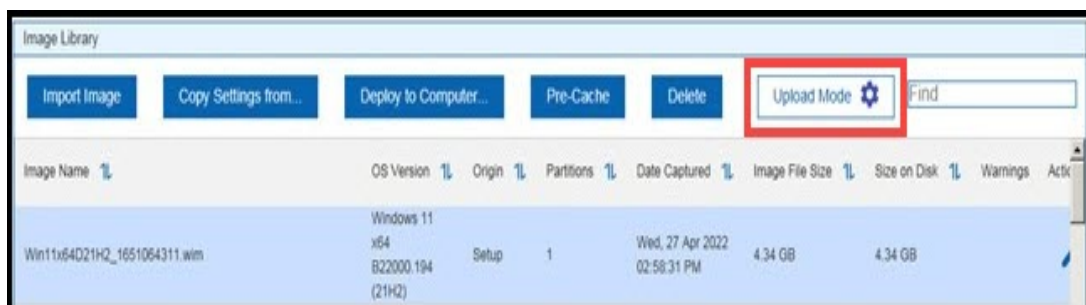 Image Library
Import Image Copy Settings from... Deploy to Computer... Pre-Cache Delete Upload Mode Find
Image Name OS Version Origin Partitions Date Captured Image File Size Size on Disk Warnings
Windows 11
x64
Win11x64D21H2_1651064311.wim B22000.194 Setup 1 Wed, 27 Apr 2022 02:58:31 PM 4.34 GB 4.34 GB
(21H2)